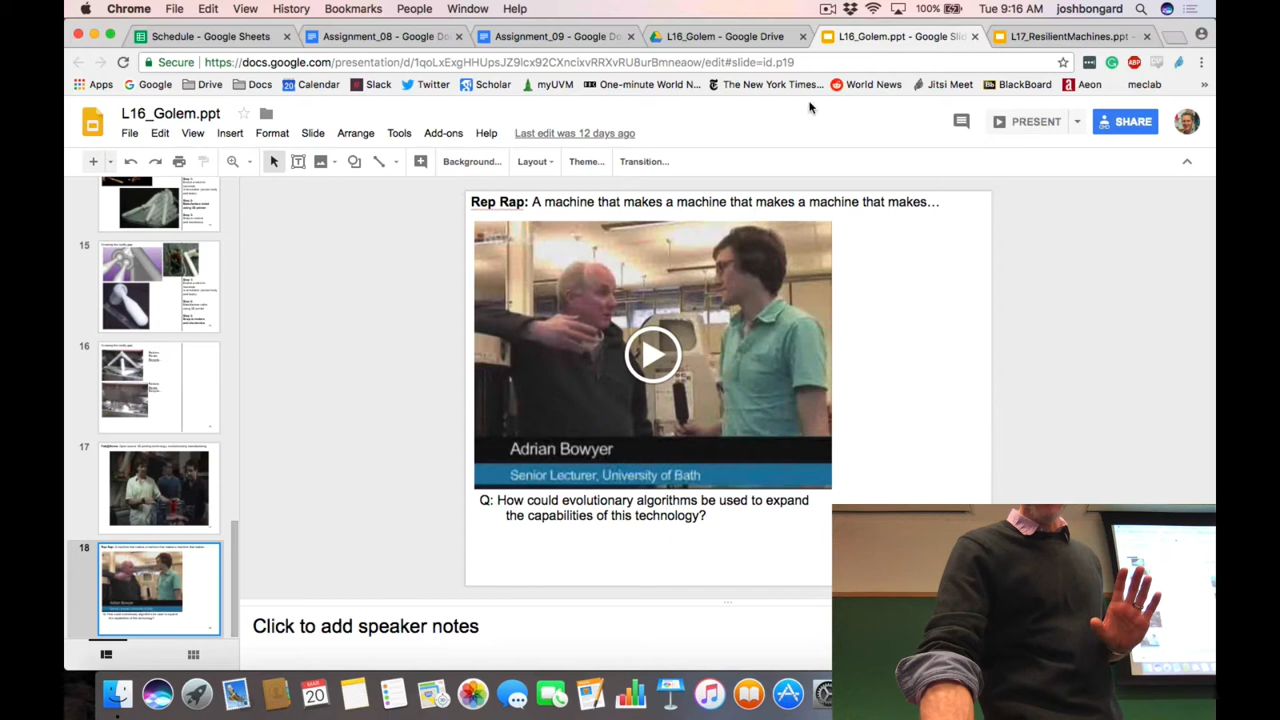 Chrome File Edit View History Bookmarks People Window Help 100% Tue 9:16 AM joshbongard
Schedule - Google Sheets × Assignment_08 - Google Do × Assignment_09 - Google Do × L16_Golem - Google Drive × L16_Golem.ppt - Google Slid × L17_ResilientMachines.ppt - ×
Secure https://docs.google.com/presentation/d/1qoLxExgHHUpsJZ9lcx92CXncixvRRXvRU8urBmneaow/edit#slide=id.p19
Apps Google Drive Docs Calendar Slack Twitter Scholar myUVM One-minute World N... The New York Times... World News Jitsi Meet BlackBoard Aeon meclab »
L16_Golem.ppt
File Edit View Insert Format Slide Arrange Tools Add-ons Help Last edit was 12 days ago
PRESENT SHARE
Background... Layout Theme... Transition...
15
16
17
18
Rep Rap: A machine that makes a machine that makes a machine that makes...
Adrian Bowyer
Senior Lecturer, University of Bath
Q: How could evolutionary algorithms be used to expand
the capabilities of this technology?
Click to add speaker notes
MAR
20